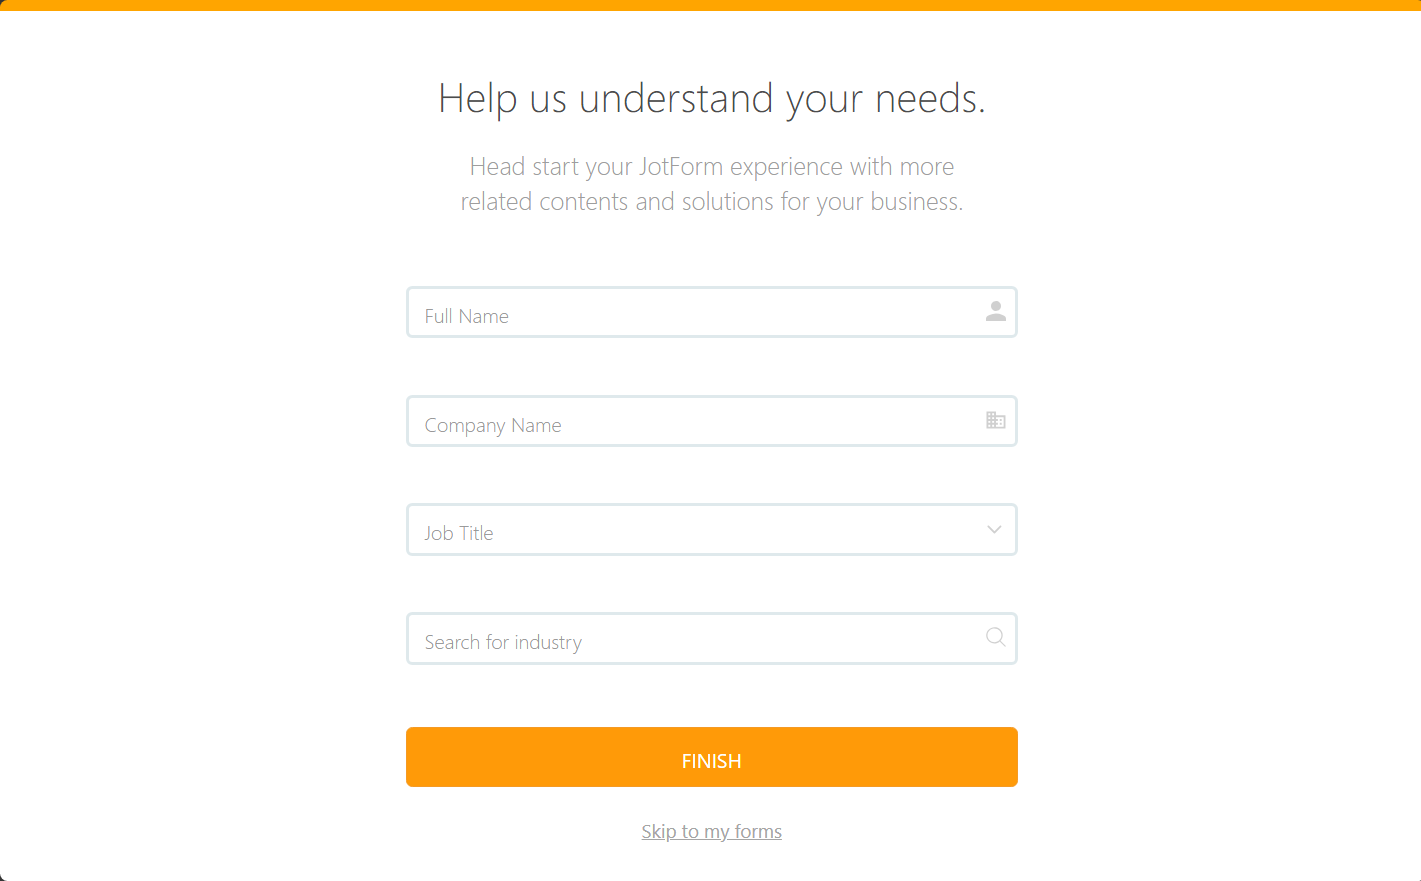 Help us understand your needs.
Head start your JotForm experience with more
related contents and solutions for your business.
Full Name
Company Name
Job Title
Search for industry
FINISH
Skip to my forms